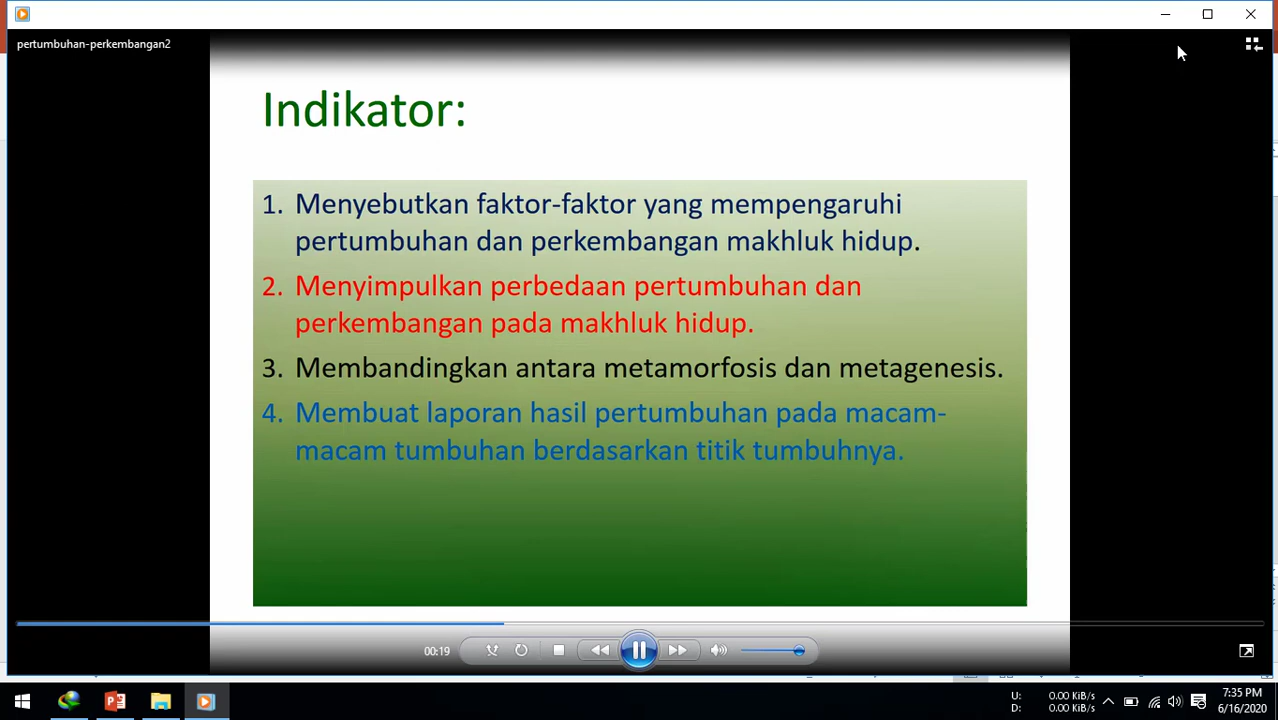 pertumbuhan-perkembangan2
Indikator:
1. Menyebutkan faktor-faktor yang mempengaruhi
pertumbuhan dan perkembangan makhluk hidup.
2. Menyimpulkan perbedaan pertumbuhan dan
perkembangan pada makhluk hidup.
3. Membandingkan antara metamorfosis dan metagenesis.
4. Membuat laporan hasil pertumbuhan pada macam-
macam tumbuhan berdasarkan titik tumbuhnya.
00:19
U: 0.00 KiB/s
D: 0.00 KiB/s
7:35 PM
6/16/2020